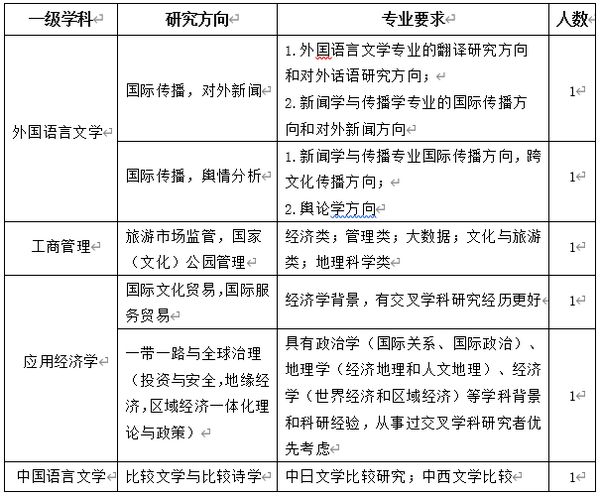 一级学科 研究方向 专业要求 人数
外国语言文学
国际传播，对外新闻
1.外国语言文学专业的翻译研究方向
和对外话语研究方向；
2.新闻学与传播学专业的国际传播方
向和对外新闻方向
1
国际传播，舆情分析
1.新闻学与传播专业国际传播方向，跨
文化传播方向；
2.舆论学方向
1
工商管理
旅游市场监管，国家
（文化）公园管理
经济类；管理类；大数据；文化与旅游
类；地理科学类
1
应用经济学
国际文化贸易，国际服
务贸易
经济学背景，有交叉学科研究经历更好
1
一带一路与全球治理
（投资与安全，地缘经
济，区域经济一体化理
论与政策）
具有政治学（国际关系、国际政治）、
地理学（经济地理和人文地理）、经济
学（世界经济和区域经济）等学科背景
和科研经验，从事过交叉学科研究者优
先考虑
1
中国语言文学 比较文学与比较诗学 中日文学比较研究；中西文学比较 1